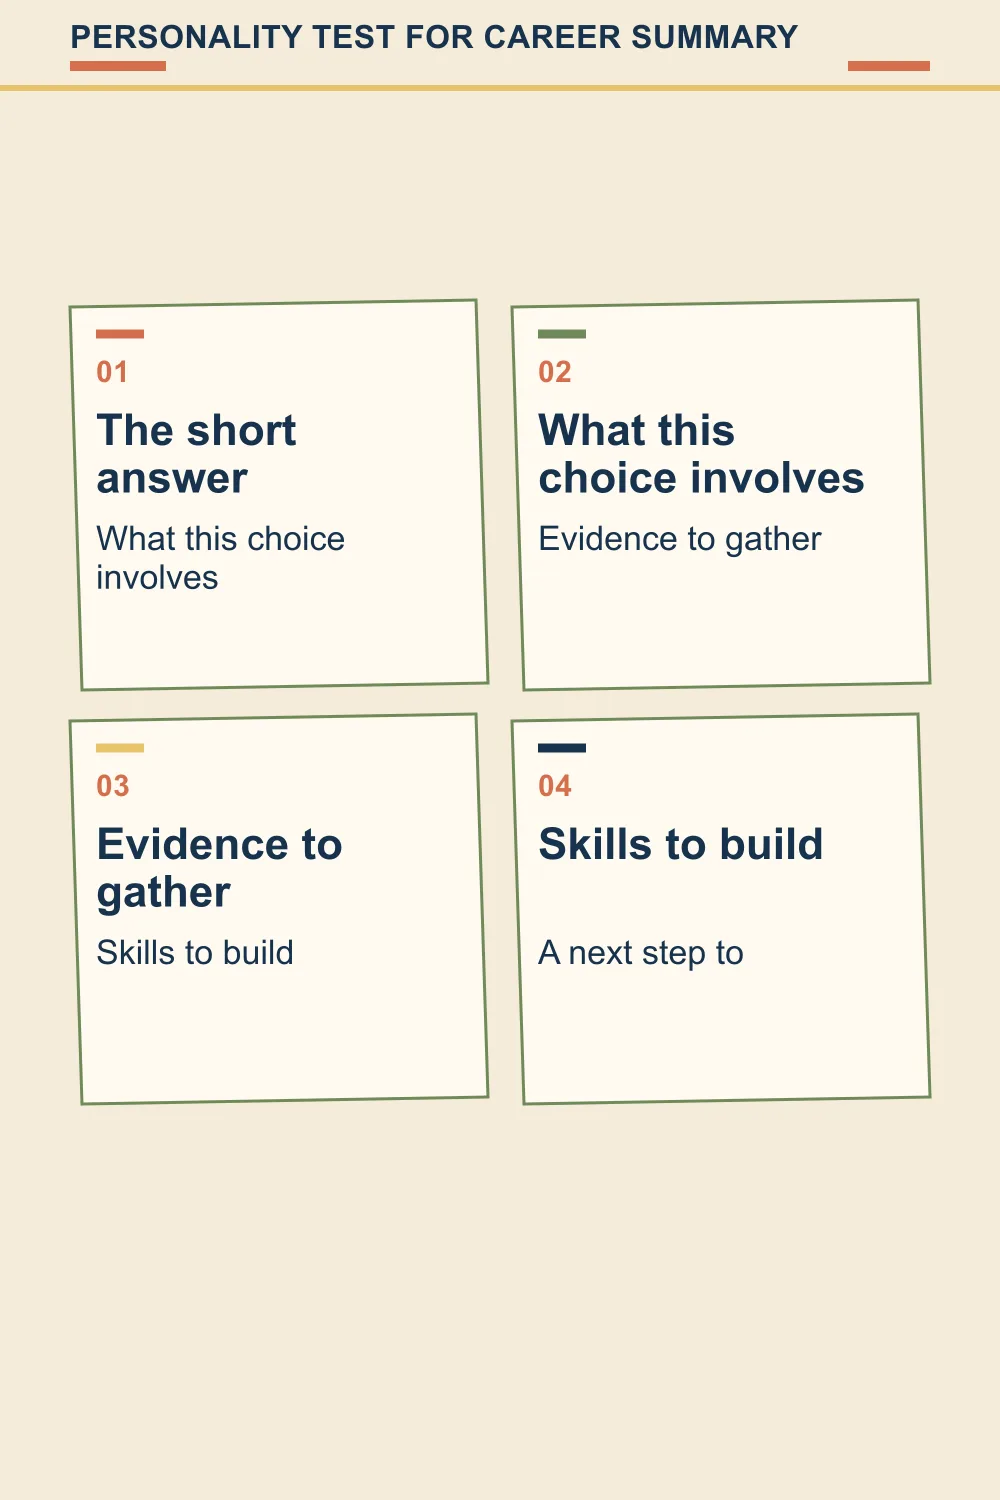 PERSONALITY TEST FOR CAREER SUMMARY
01
The short
answer
What this choice
involves
02
What this
choice involves
Evidence to gather
03
Evidence to
gather
Skills to build
04
Skills to build
A next step to